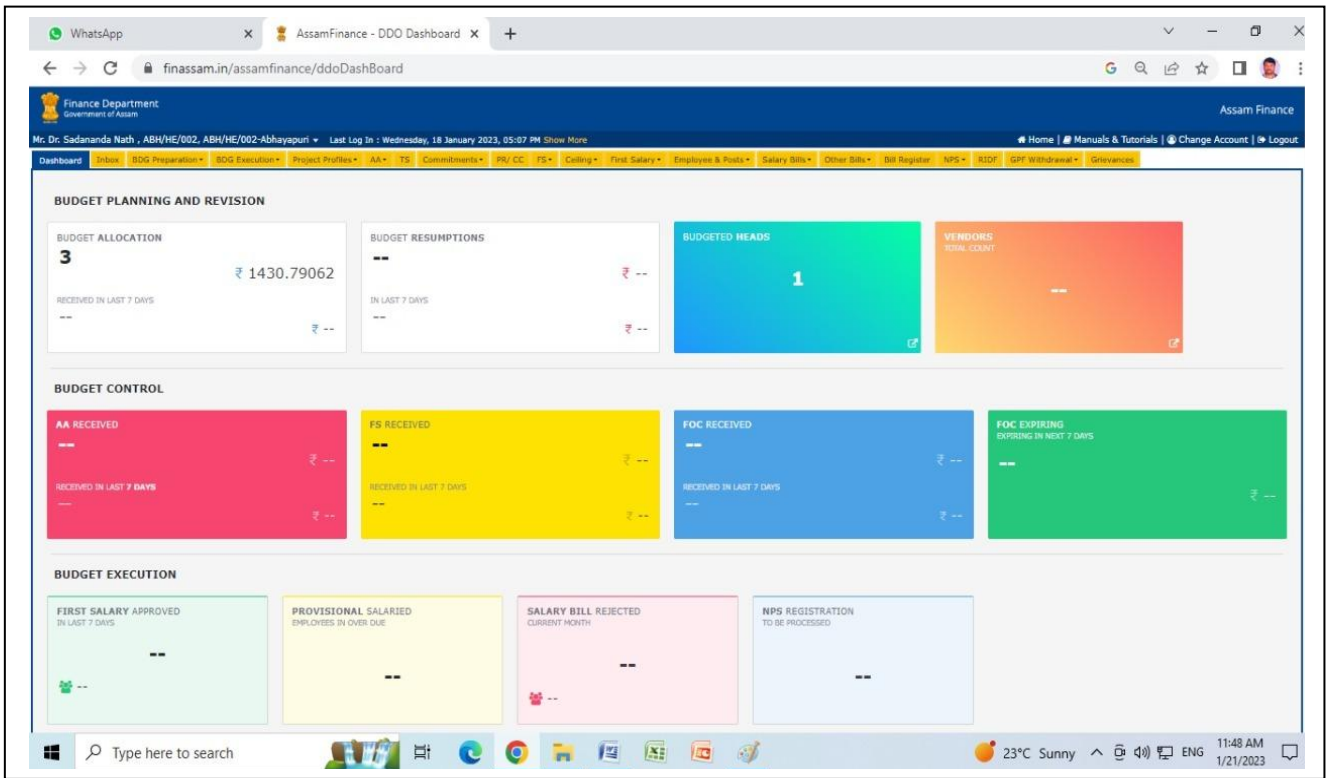 WhatsApp
AssamFinance - DDO Dashboard
finassam.in/assamfinance/ddoDashBoard
Finance Department
Government of Assam
Assam Finance
Mr. Dr. Sadananda Nath , ABH/HE/002, ABH/HE/002-Abhayapuri Last Log In : Wednesday, 18 January 2023, 05:07 PM Show More
Home | Manuals & Tutorials | Change Account | Logout
Dashboard Inbox BDG Preparation BDG Execution Project Profiles AA TS Commitments PR/ CC FS Ceiling First Salary Employee & Posts Salary Bills Other Bills Bill Register NPS RIDF GPF Withdrawal Grievances
BUDGET PLANNING AND REVISION
BUDGET ALLOCATION
3
₹ 1430.79062
RECEIVED IN LAST 7 DAYS
--
₹ --
BUDGET RESUMPTIONS
--
₹ --
IN LAST 7 DAYS
--
₹ --
BUDGETED HEADS
1
VENDORS
TOTAL COUNT
--
BUDGET CONTROL
AA RECEIVED
--
₹ --
RECEIVED IN LAST 7 DAYS
--
₹ --
FS RECEIVED
--
₹ --
RECEIVED IN LAST 7 DAYS
--
₹ --
FOC RECEIVED
--
₹ --
RECEIVED IN LAST 7 DAYS
--
₹ --
FOC EXPIRING
EXPIRING IN NEXT 7 DAYS
--
₹ --
BUDGET EXECUTION
FIRST SALARY APPROVED
IN LAST 7 DAYS
--
--
PROVISIONAL SALARIED
EMPLOYEES IN OVER DUE
--
SALARY BILL REJECTED
CURRENT MONTH
--
--
NPS REGISTRATION
TO BE PROCESSED
--
Type here to search
23°C Sunny
ENG
11:48 AM
1/21/2023